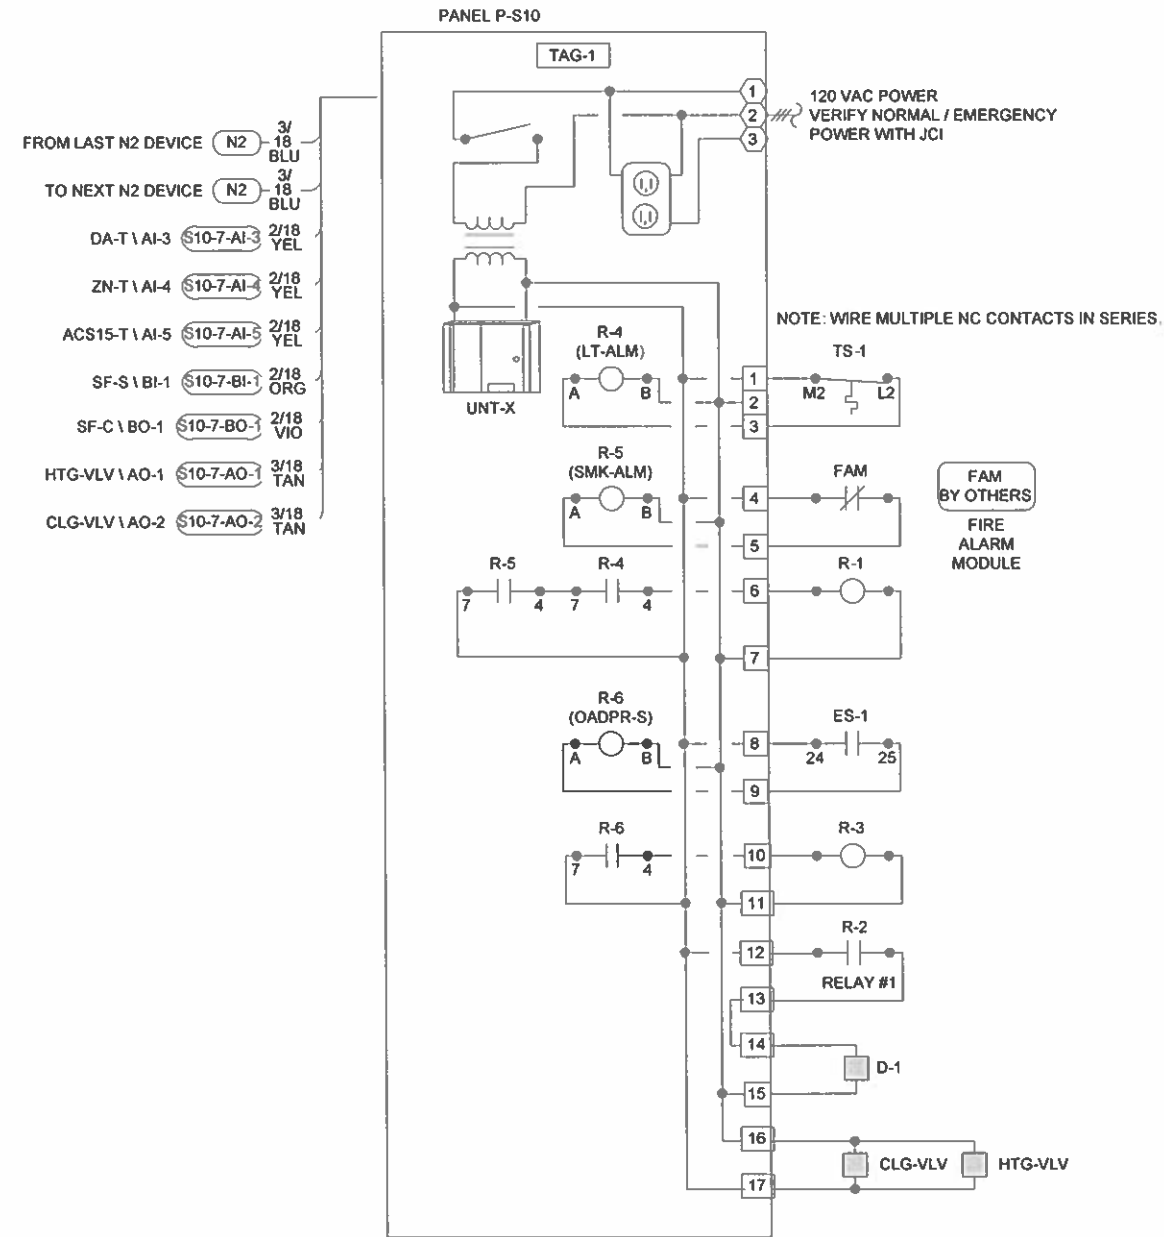 PANEL P-S10
TAG-1
1
2
3
120 VAC POWER
VERIFY NORMAL / EMERGENCY
POWER WITH JCI
FROM LAST N2 DEVICE N2 3/
18
BLU
TO NEXT N2 DEVICE N2 3/
18
BLU
DA-T \ AI-3 S10-7-AI-3 2/18
YEL
ZN-T \ AI-4 S10-7-AI-4 2/18
YEL
ACS15-T \ AI-5 S10-7-AI-5 2/18
YEL
SF-S \ BI-1 S10-7-BI-1 2/18
ORG
SF-C \ BO-1 S10-7-BO-1 2/18
VIO
HTG-VLV \ AO-1 S10-7-AO-1 3/18
TAN
CLG-VLV \ AO-2 S10-7-AO-2 3/18
TAN
UNT-X
NOTE: WIRE MULTIPLE NC CONTACTS IN SERIES.
R-4
(LT-ALM)
A B
1
2
3
TS-1
M2 L2
R-5
(SMK-ALM)
A B
4
5
FAM
FAM
BY OTHERS
FIRE
ALARM
MODULE
R-5 R-4
7 4 7 4
6
7
R-1
R-6
(OADPR-S)
A B
8
9
ES-1
24 25
R-6
7 4
10
11
R-3
12
13
R-2
RELAY #1
14
15
D-1
16
17
CLG-VLV HTG-VLV